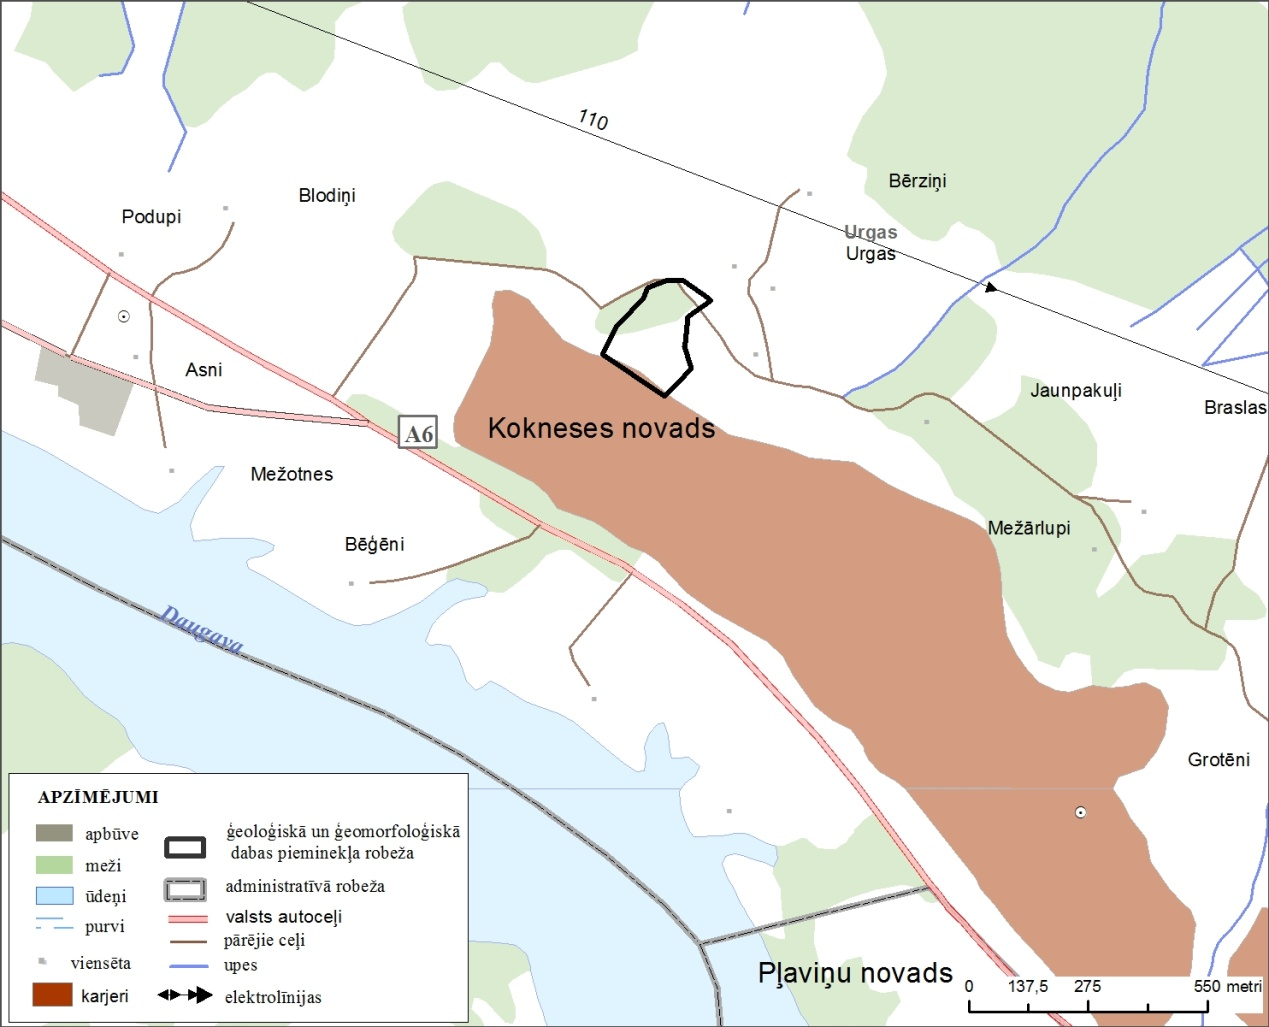 110
Bērziņi
Blodiņi
Podupi
Urgas
Urgas
Asni
Jaunpakuļi
Braslas
A6
Kokneses novads
Mežotnes
Mežārlupi
Bēģēni
Daugava
Grotēni
Pļaviņu novads
APZĪMĒJUMI
apbūve
meži
ūdeņi
purvi
viensēta
karjeri
ģeoloģiskā un ģeomorfoloģiskā
dabas pieminekļa robeža
administratīvā robeža
valsts autoceļi
pārējie ceļi
upes
elektrolīnijas
0 137,5 275 550 metri